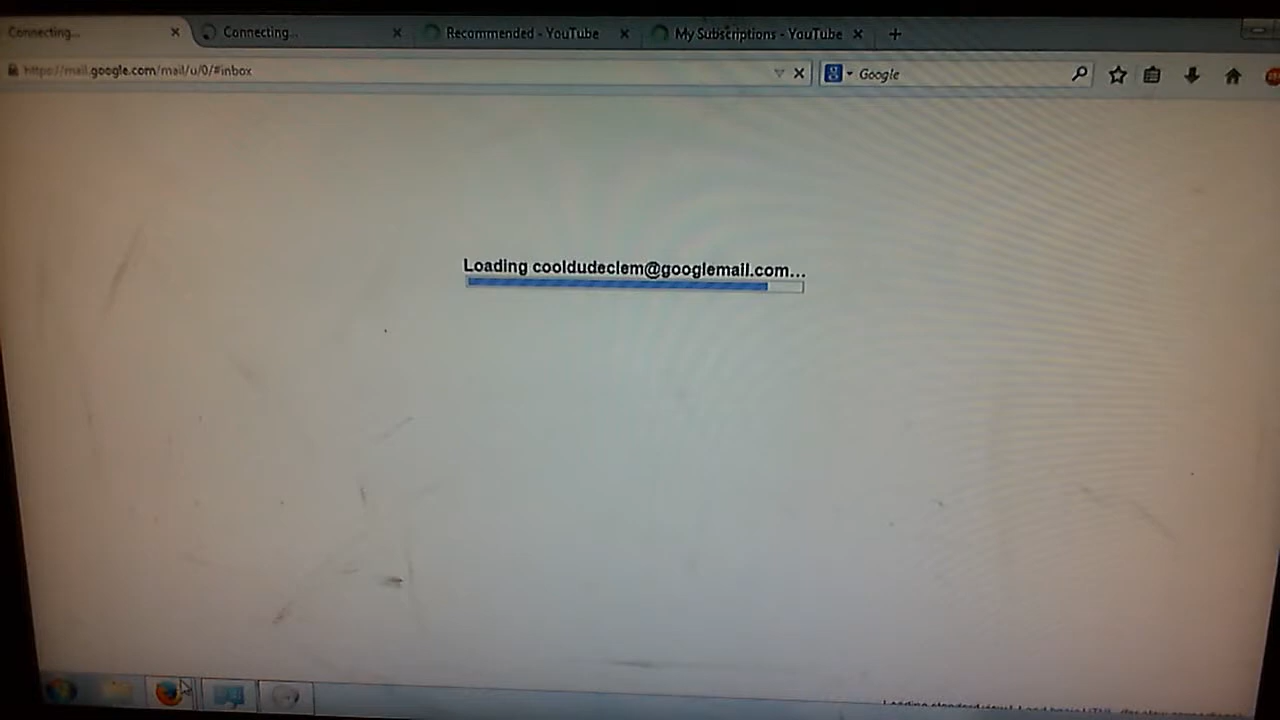 Connecting...
Connecting...
Recommended - YouTube
My Subscriptions - YouTube
https://mail.google.com/mail/u/0/#inbox
Google
Loading cooldudeclem@googlemail.com...